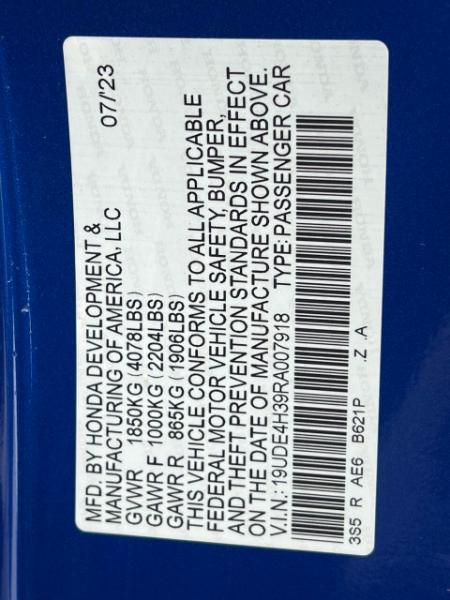 MFD. BY HONDA DEVELOPMENT & 07/'23
MANUFACTURING OF AMERICA, LLC
GVWR 1850KG (4078LBS)
GAWR F 1000KG (2204LBS)
GAWR R 865KG (1906LBS)
THIS VEHICLE CONFORMS TO ALL APPLICABLE
FEDERAL MOTOR VEHICLE SAFETY, BUMPER,
AND THEFT PREVENTION STANDARDS IN EFFECT
ON THE DATE OF MANUFACTURE SHOWN ABOVE.
V.I.N.:19UDE4H39RA007918 TYPE:PASSENGER CAR
3S5 R AE6 B621P .Z .A